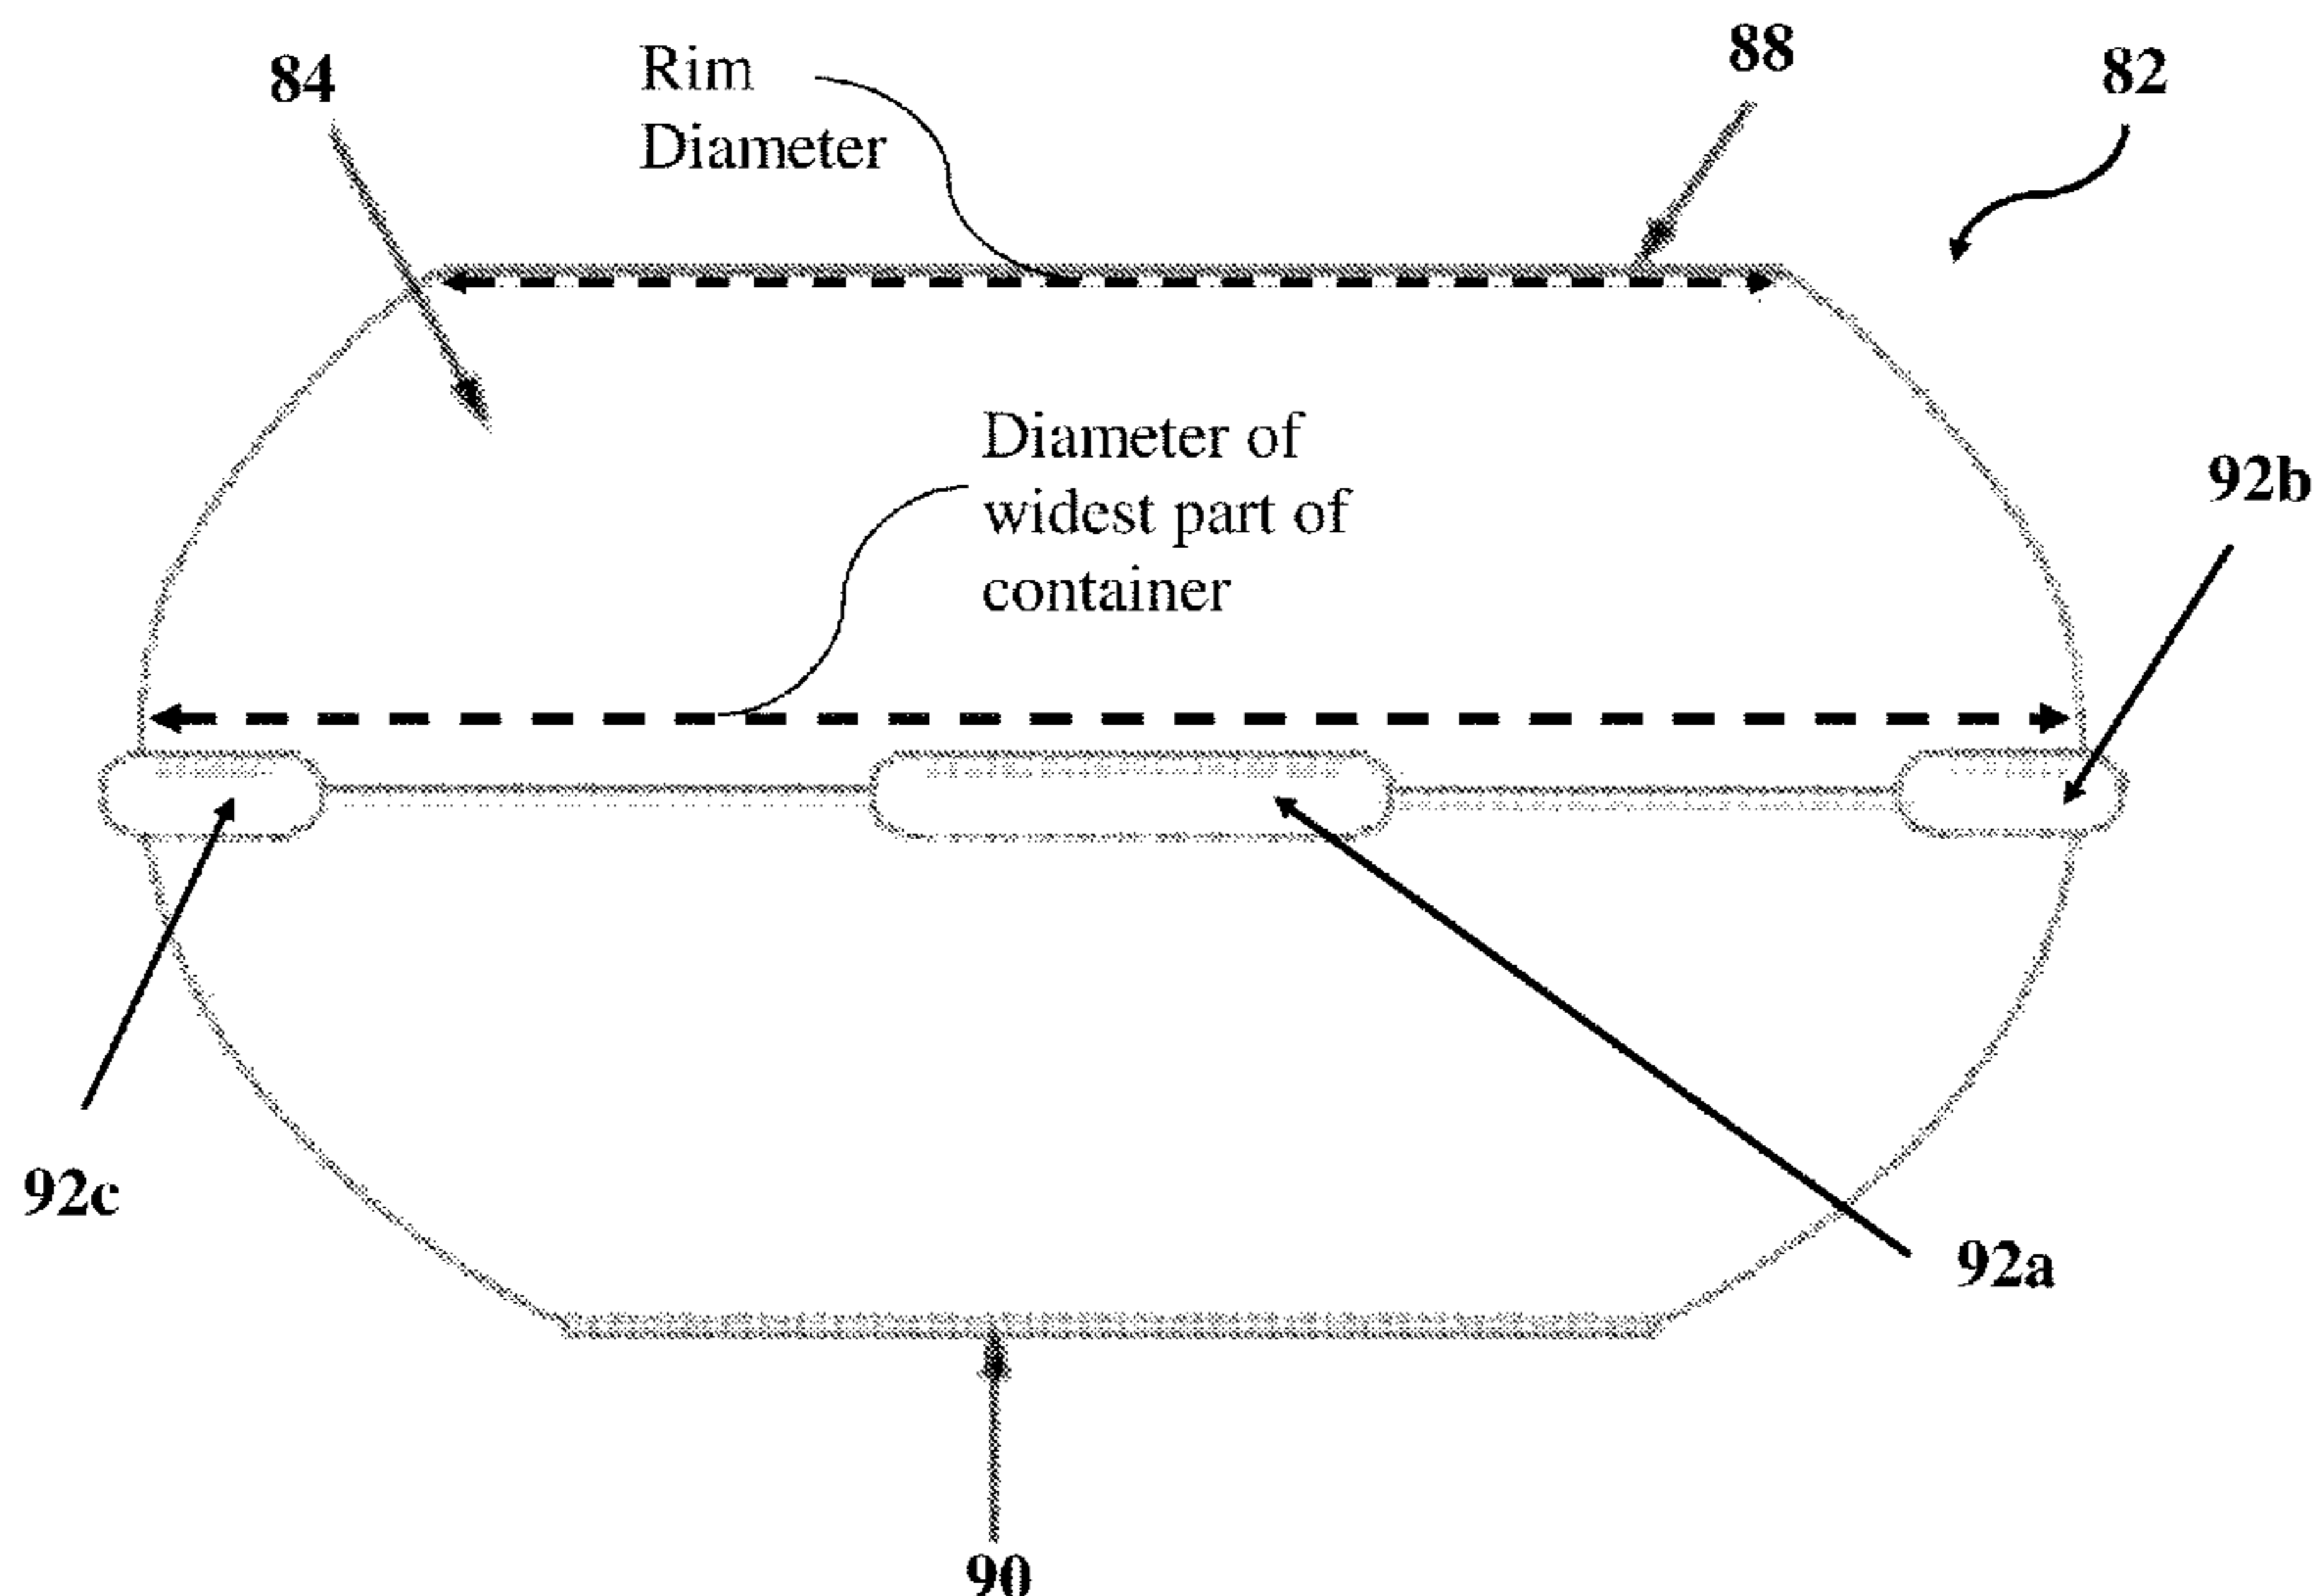 84
Rim
Diameter
88
82
Diameter of
widest part of
container
92b
92c
92a
90